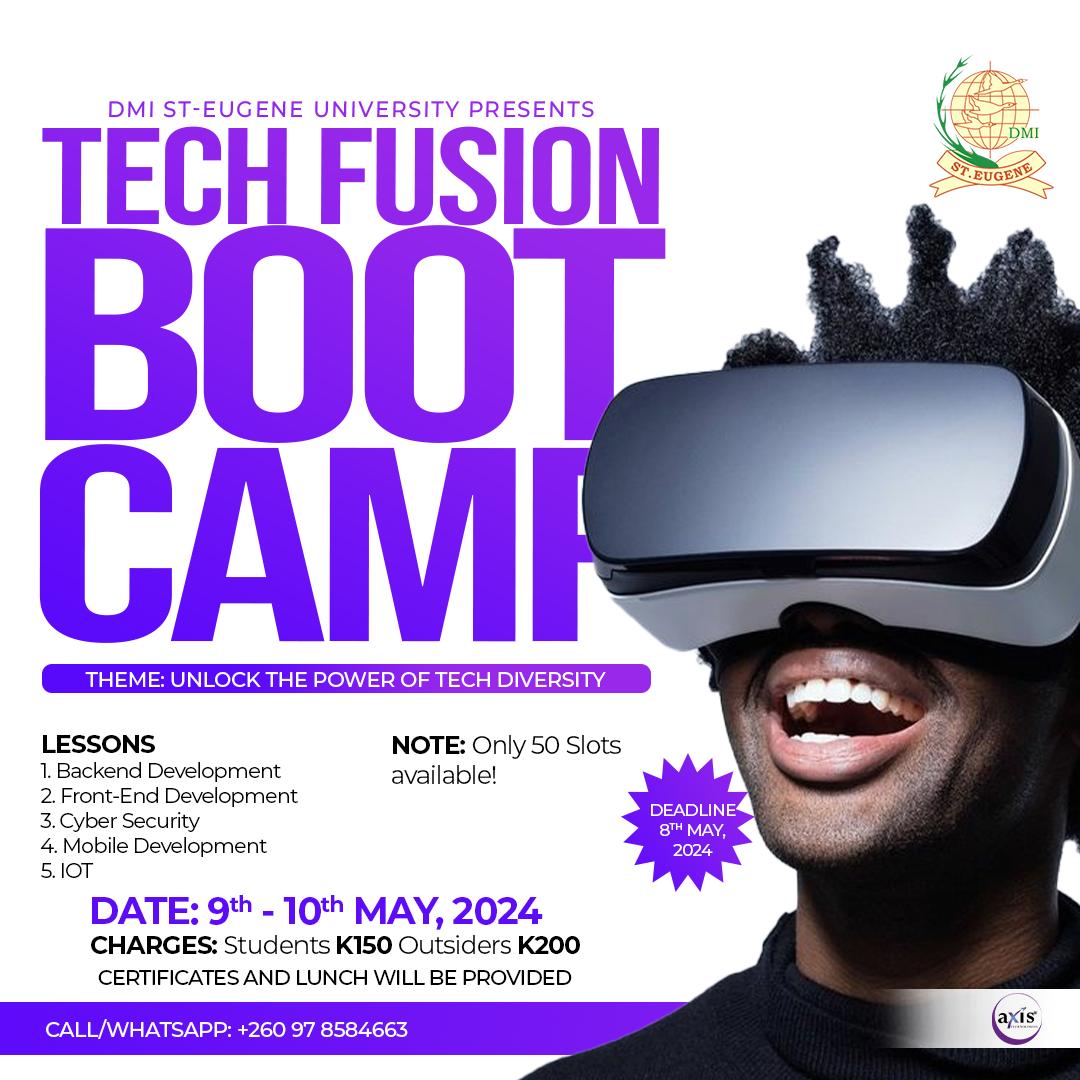 DMI ST-EUGENE UNIVERSITY PRESENTS
TECH FUSION
BOOT
CAMP
DMI
ST.EUGENE
THEME: UNLOCK THE POWER OF TECH DIVERSITY
LESSONS
1. Backend Development
2. Front-End Development
3. Cyber Security
4. Mobile Development
5. IOT
NOTE: Only 50 Slots
available!
DEADLINE
8TH MAY,
2024
DATE: 9th - 10th MAY, 2024
CHARGES: Students K150 Outsiders K200
CERTIFICATES AND LUNCH WILL BE PROVIDED
CALL/WHATSAPP: +260 97 8584663
axis